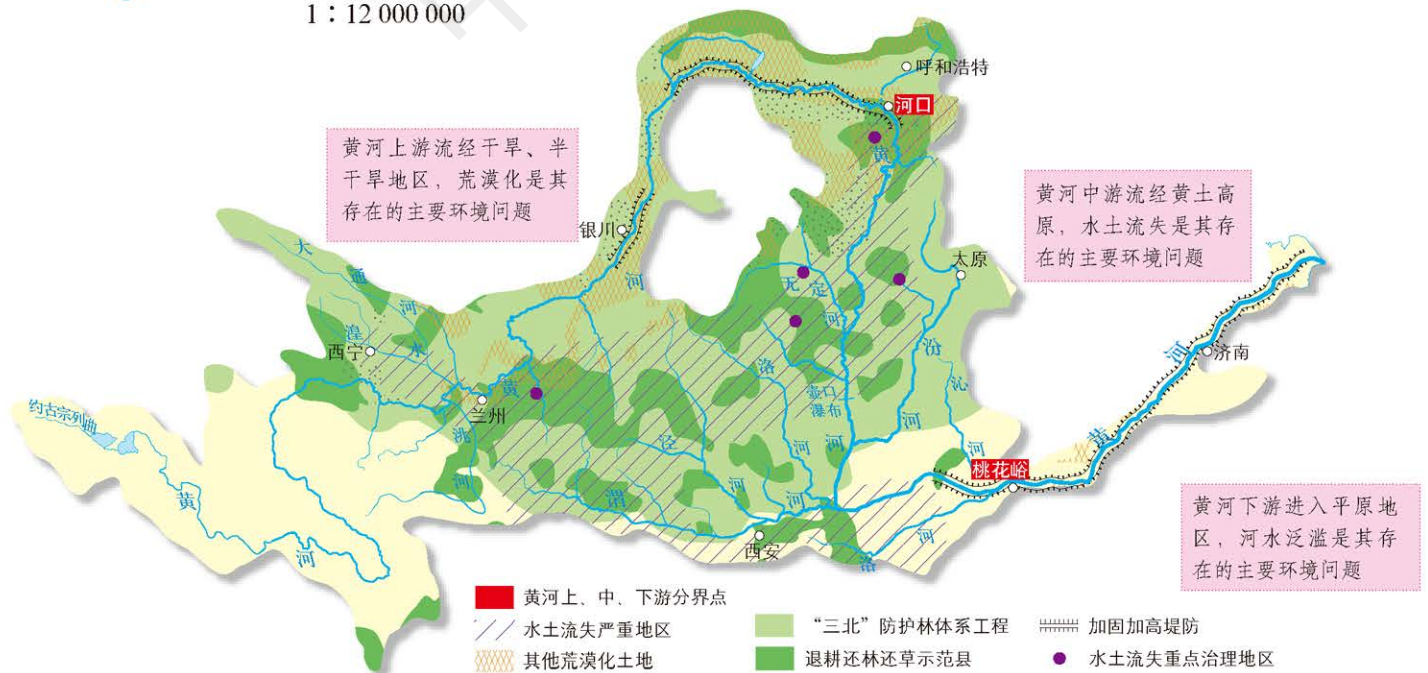 1：12 000 000
呼和浩特
河口
黄河上游流经干旱、半
干旱地区，荒漠化是其
存在的主要环境问题
黄
黄河中游流经黄土高
原，水土流失是其存
在的主要环境问题
银川
河
太原
大
通
河
无定河
湟
水
西宁
汾
河
济南
洛
沁
黄
壶口
瀑布
兰州
约古宗列曲
洮
河
河
河
河
黄
泾
桃花峪
河
河
渭
黄
河
西安
洛
河
黄河下游进入平原地
区，河水泛滥是其存
在的主要环境问题
河
黄河上、中、下游分界点
水土流失严重地区
“三北”防护林体系工程
加固加高堤防
其他荒漠化土地
退耕还林还草示范县
水土流失重点治理地区